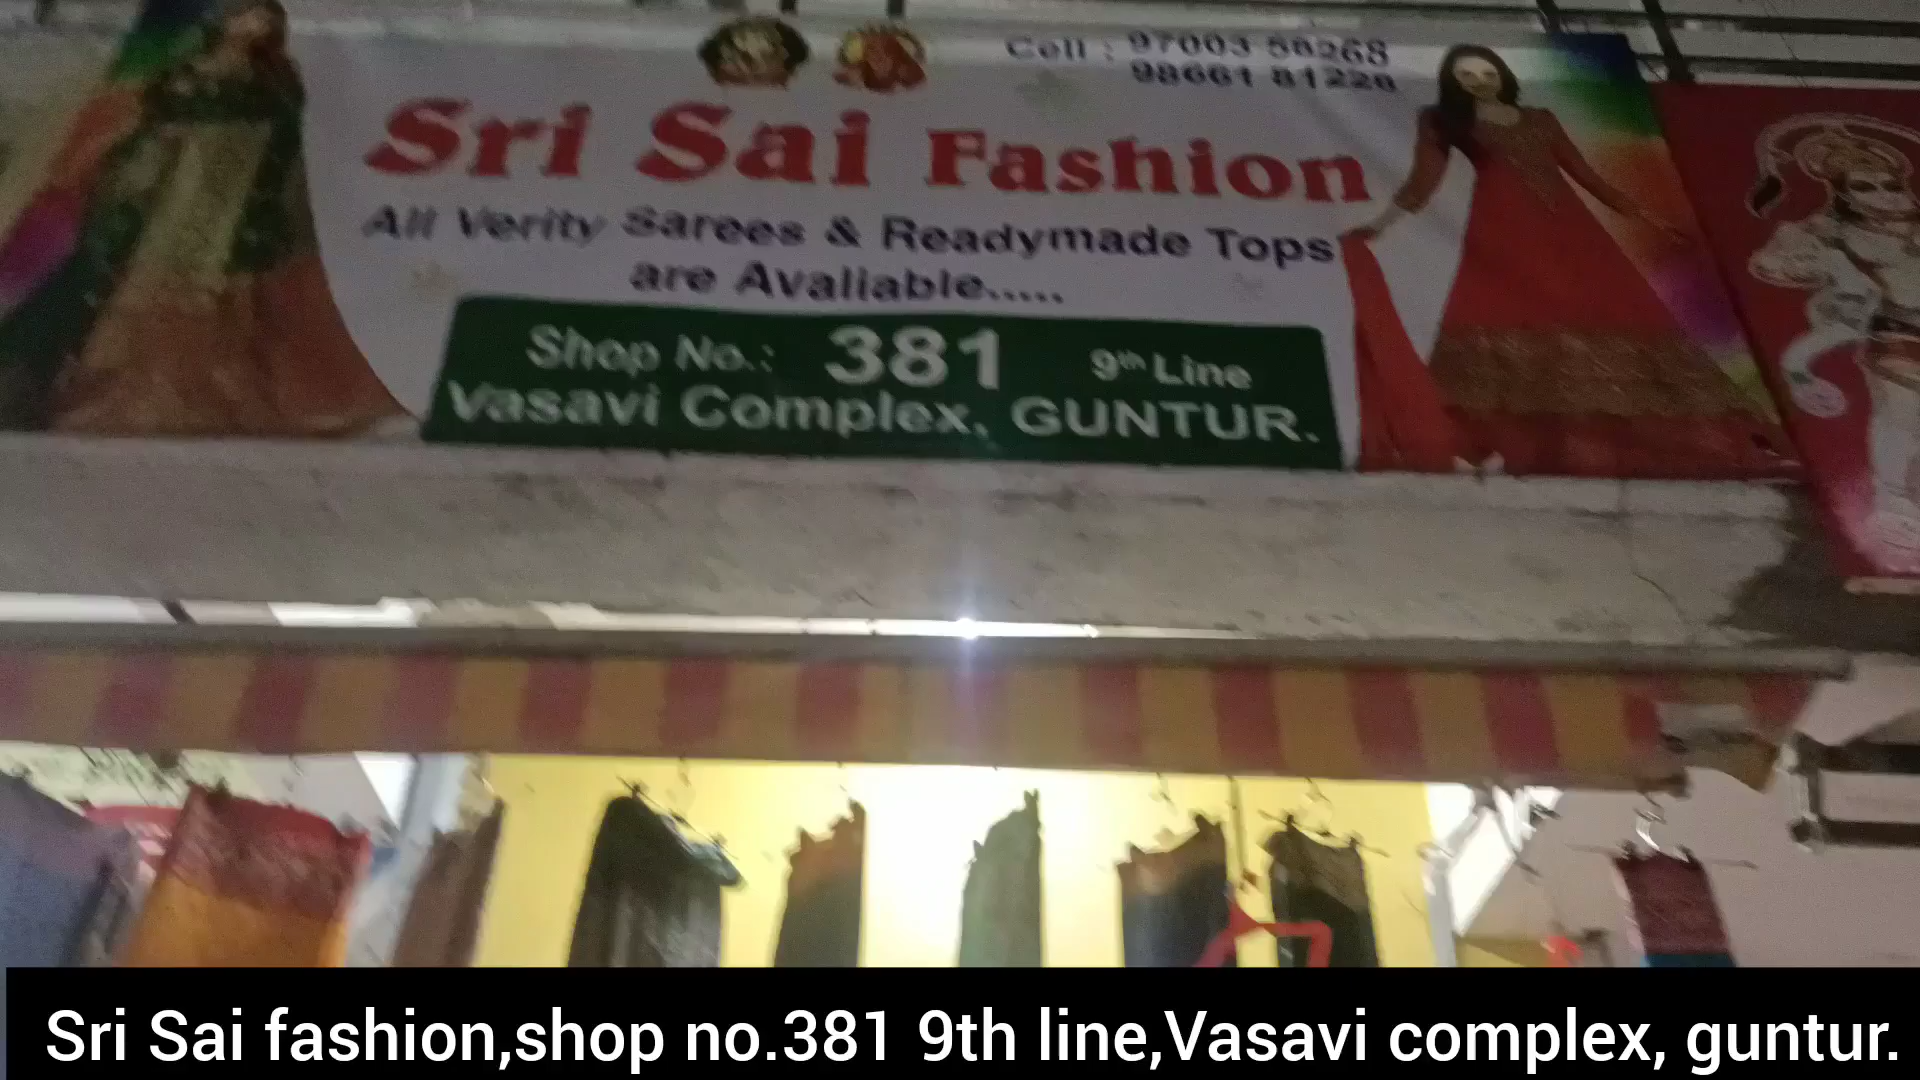 Cell : 97003 56268
98661 81228
Sri Sai Fashion
All Verity Sarees & Readymade Tops
are Avaliable.....
Shop No.: 381 9th Line
Vasavi Complex, GUNTUR.
Sri Sai fashion,shop no.381 9th line,Vasavi complex, guntur.